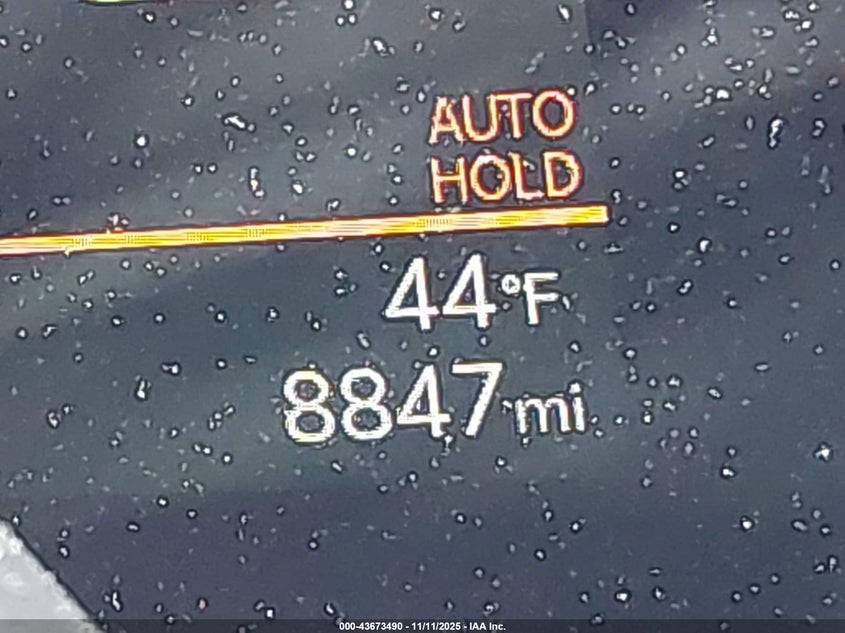 AUTO
HOLD
44°F
8847 mi
000-43673490 - 11/11/2025 - IAA Inc.